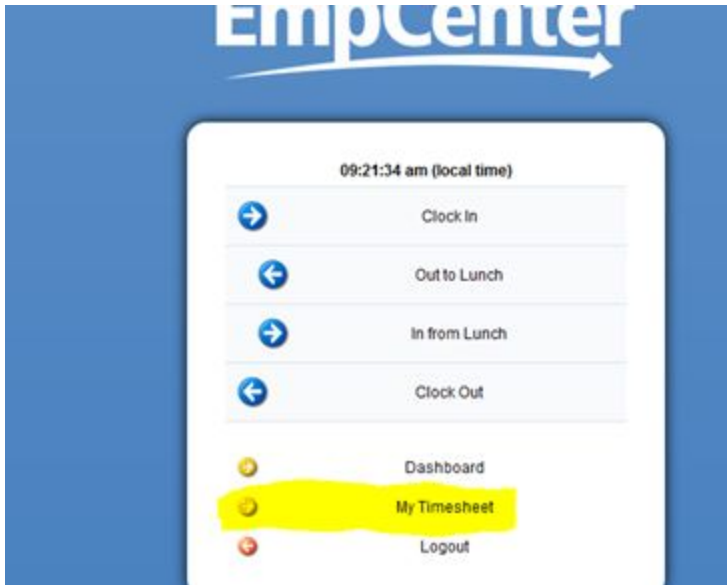 EmpCenter
09:21:34 am (local time)
Clock In
Out to Lunch
In from Lunch
Clock Out
Dashboard
My Timesheet
Logout